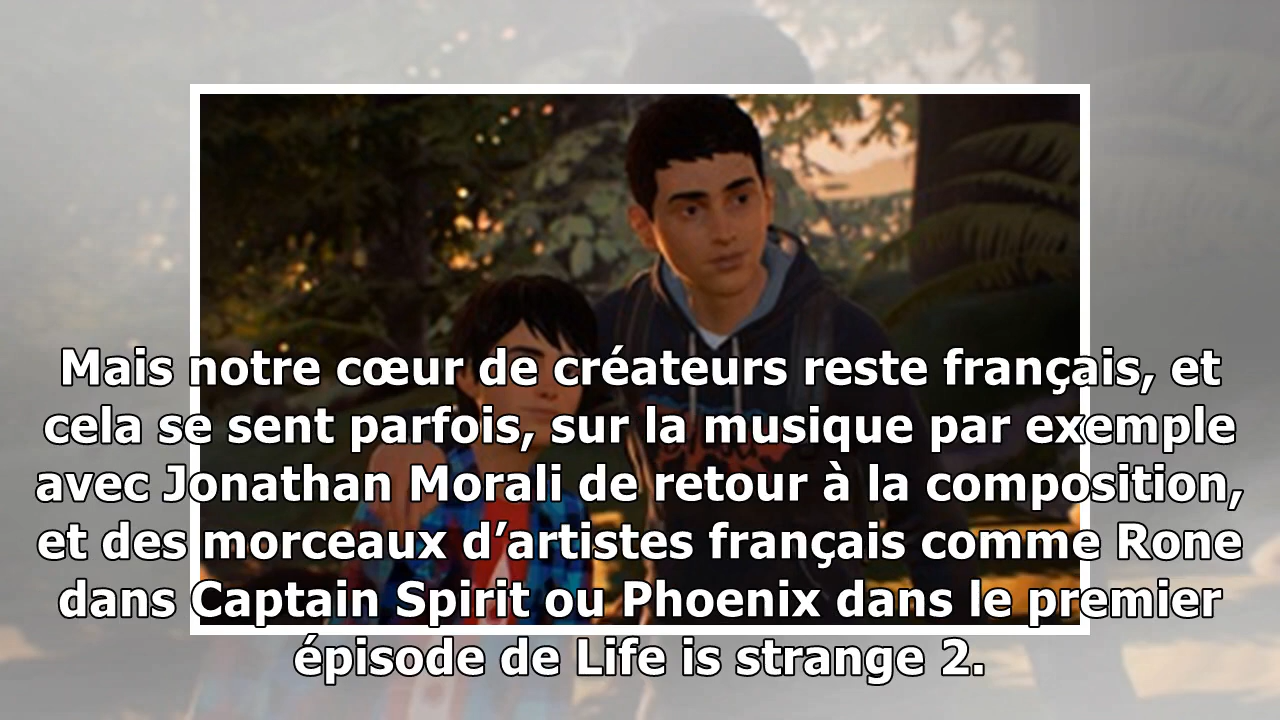 Mais notre cœur de créateurs reste français, et
cela se sent parfois, sur la musique par exemple
avec Jonathan Morali de retour à la composition,
et des morceaux d’artistes français comme Rone
dans Captain Spirit ou Phoenix dans le premier
épisode de Life is strange 2.